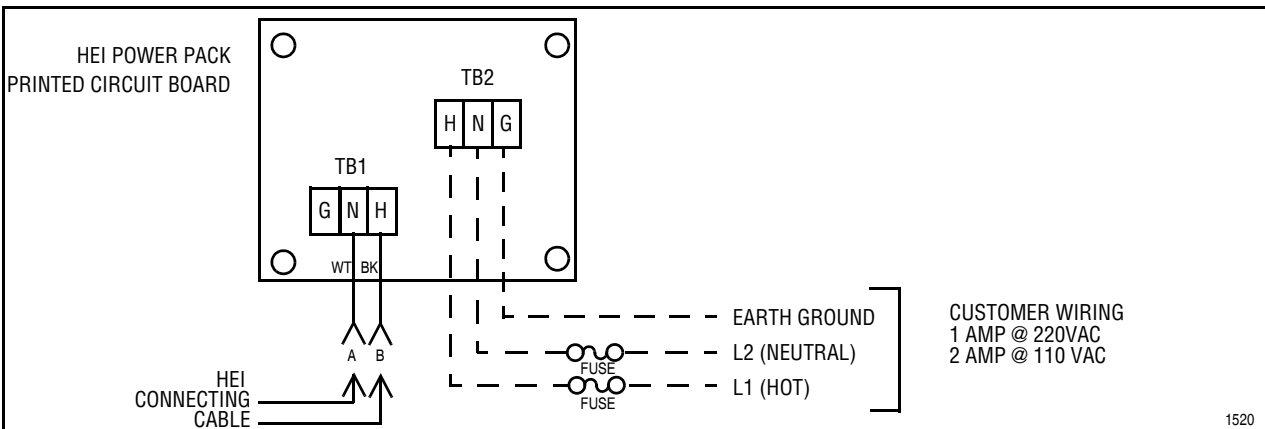 HEI POWER PACK
PRINTED CIRCUIT BOARD
TB2
H N G
TB1
G N H
WT BK
A B
HEI
CONNECTING
CABLE
EARTH GROUND
L2 (NEUTRAL)
FUSE
L1 (HOT)
FUSE
CUSTOMER WIRING
1 AMP @ 220VAC
2 AMP @ 110 VAC
1520